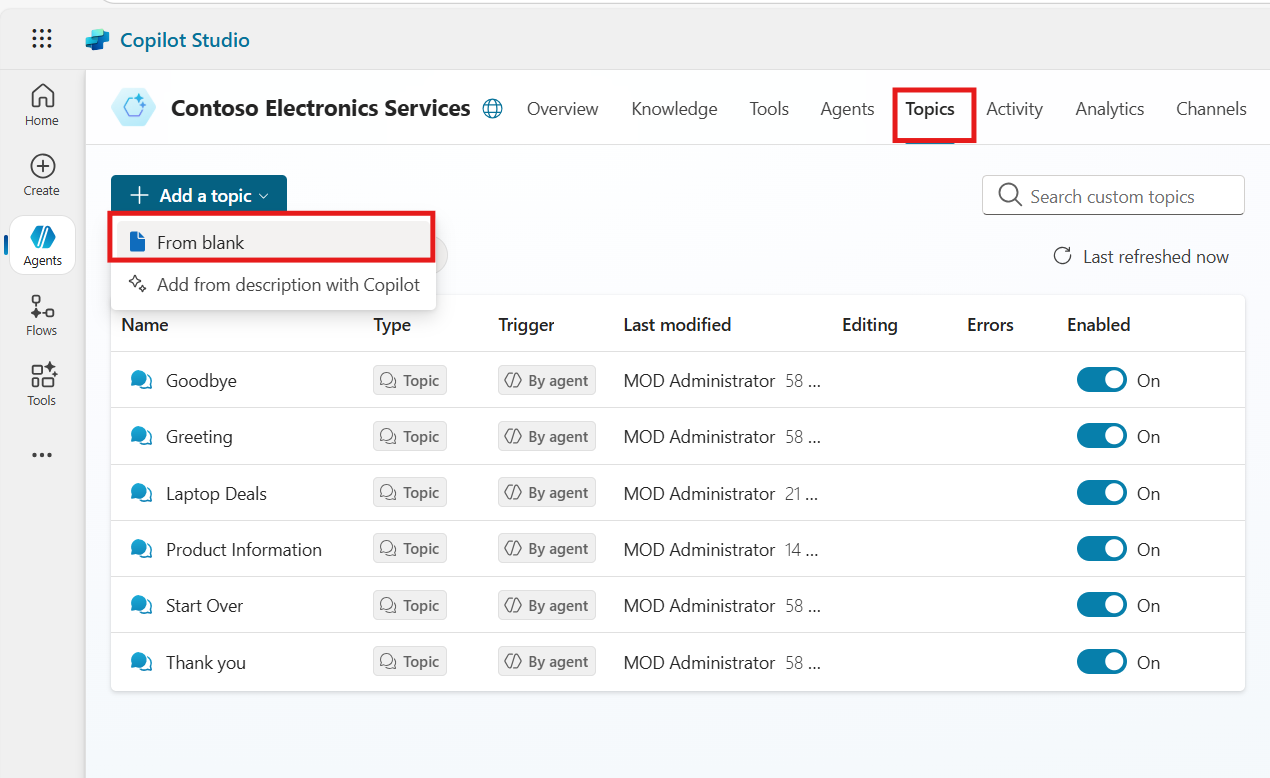 Copilot Studio
Home
Create
Agents
Flows
Tools
Contoso Electronics Services Overview Knowledge Tools Agents Topics Activity Analytics Channels
Add a topic
Search custom topics
From blank
Add from description with Copilot
Last refreshed now
Name Type Trigger Last modified Editing Errors Enabled
Goodbye Topic By agent MOD Administrator 58 ... On
Greeting Topic By agent MOD Administrator 58 ... On
Laptop Deals Topic By agent MOD Administrator 21 ... On
Product Information Topic By agent MOD Administrator 14 ... On
Start Over Topic By agent MOD Administrator 58 ... On
Thank you Topic By agent MOD Administrator 58 ... On